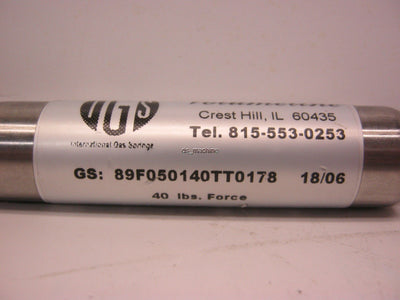 IGS
International Gas Springs
Crest Hill, IL 60435
Tel. 815-553-0253
ds_machine
GS: 89F050140TT0178 18/06
40 lbs. Force